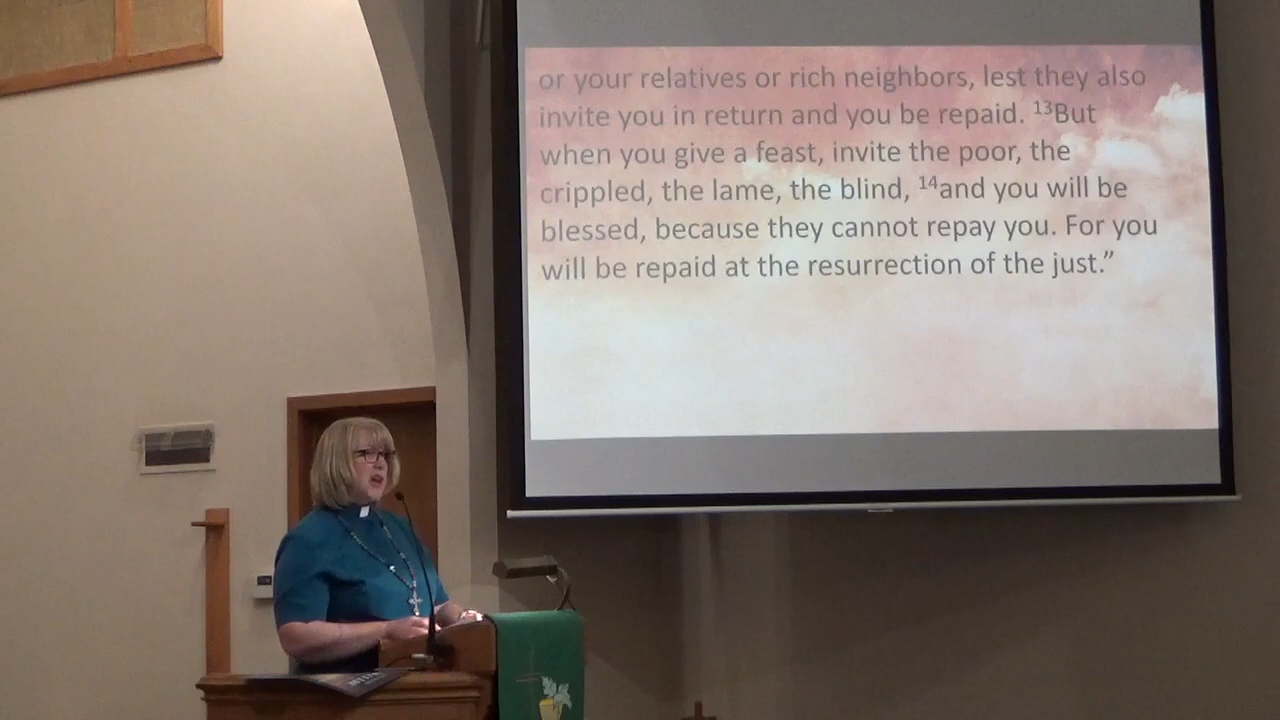 or your relatives or rich neighbors, lest they also
invite you in return and you be repaid. ¹³But
when you give a feast, invite the poor, the
crippled, the lame, the blind, ¹⁴and you will be
blessed, because they cannot repay you. For you
will be repaid at the resurrection of the just.”